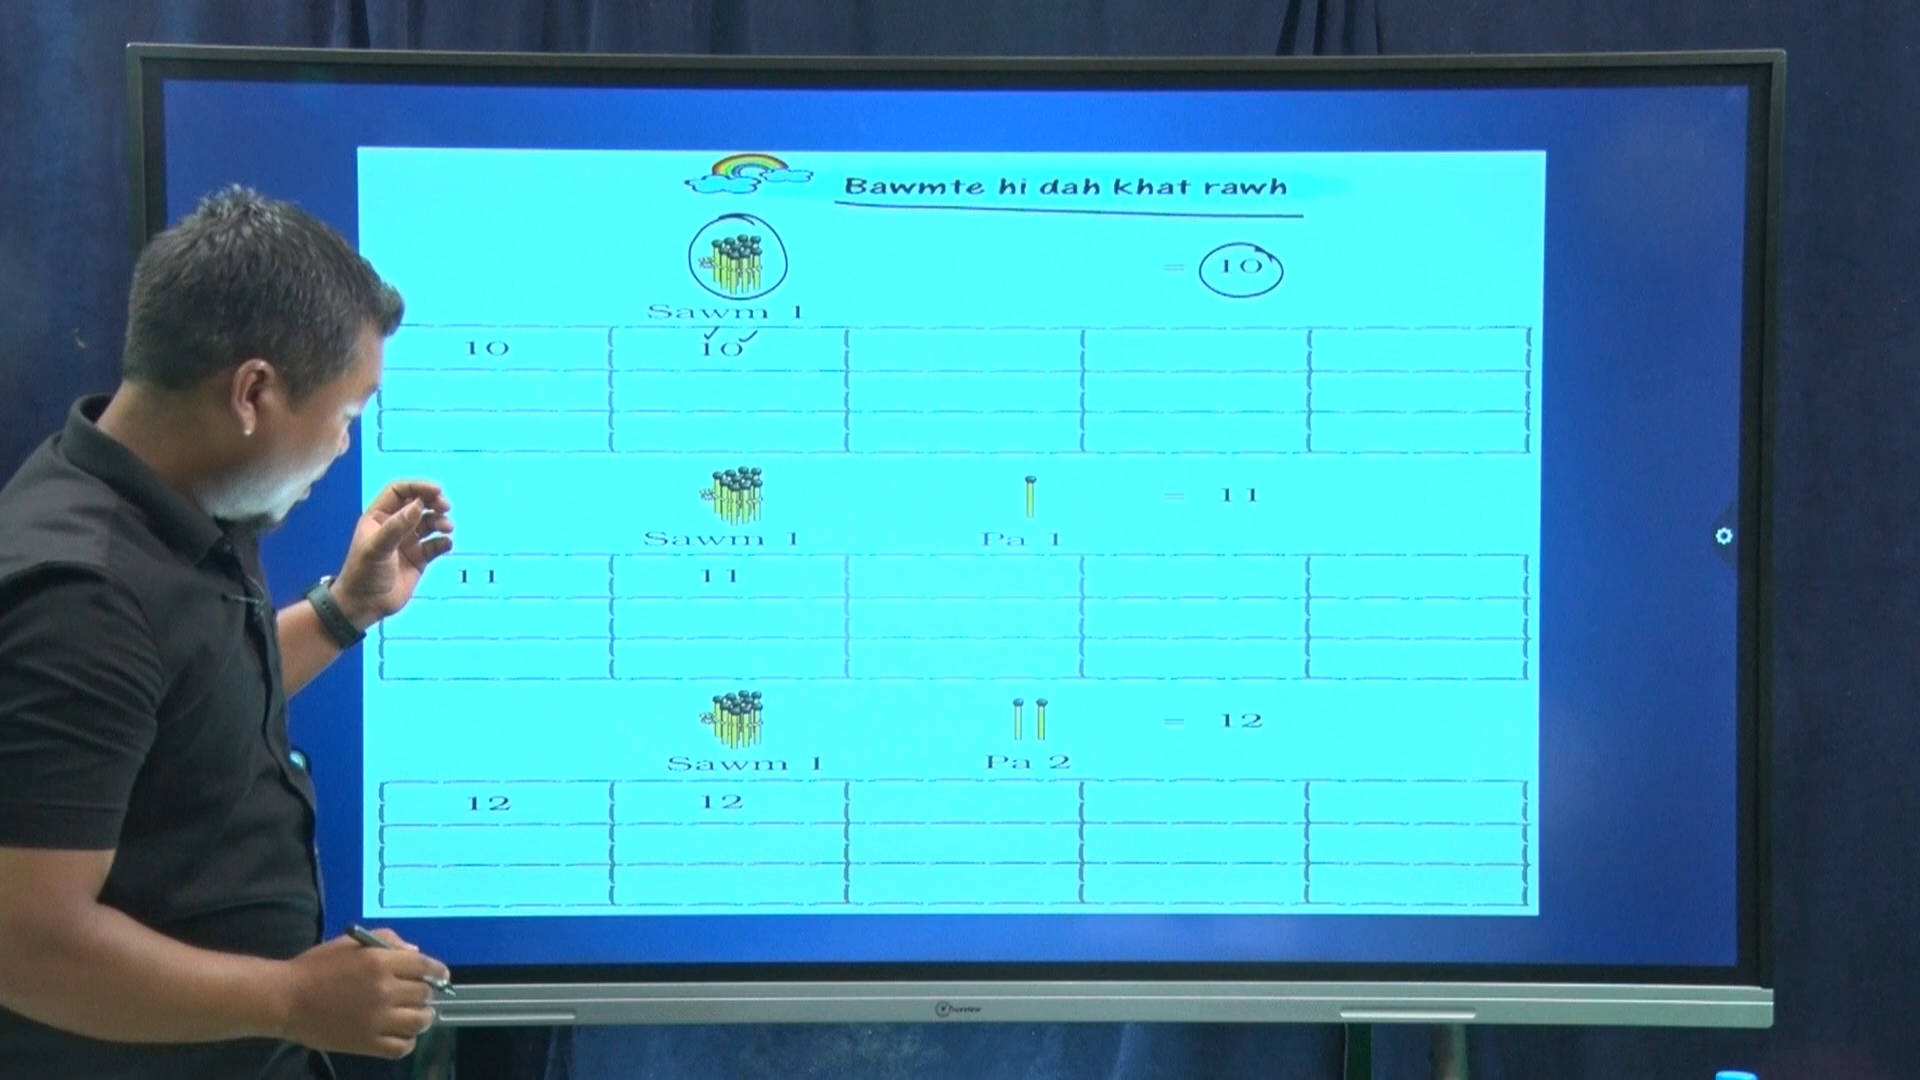 Bawmte hi dah khat rawh
= 10
Sawm 1
10 10
= 11
Sawm 1 Pa 1
11 11
= 12
Sawm 1 Pa 2
12 12